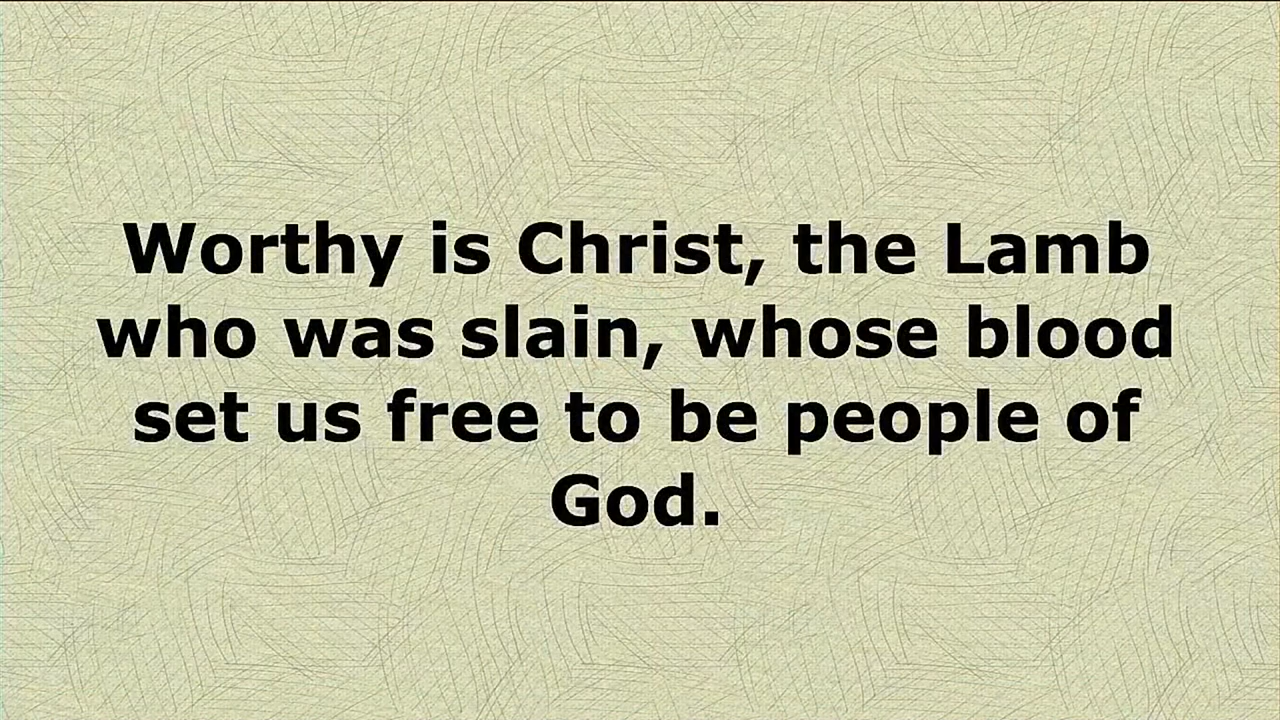 Worthy is Christ, the Lamb
who was slain, whose blood
set us free to be people of
God.